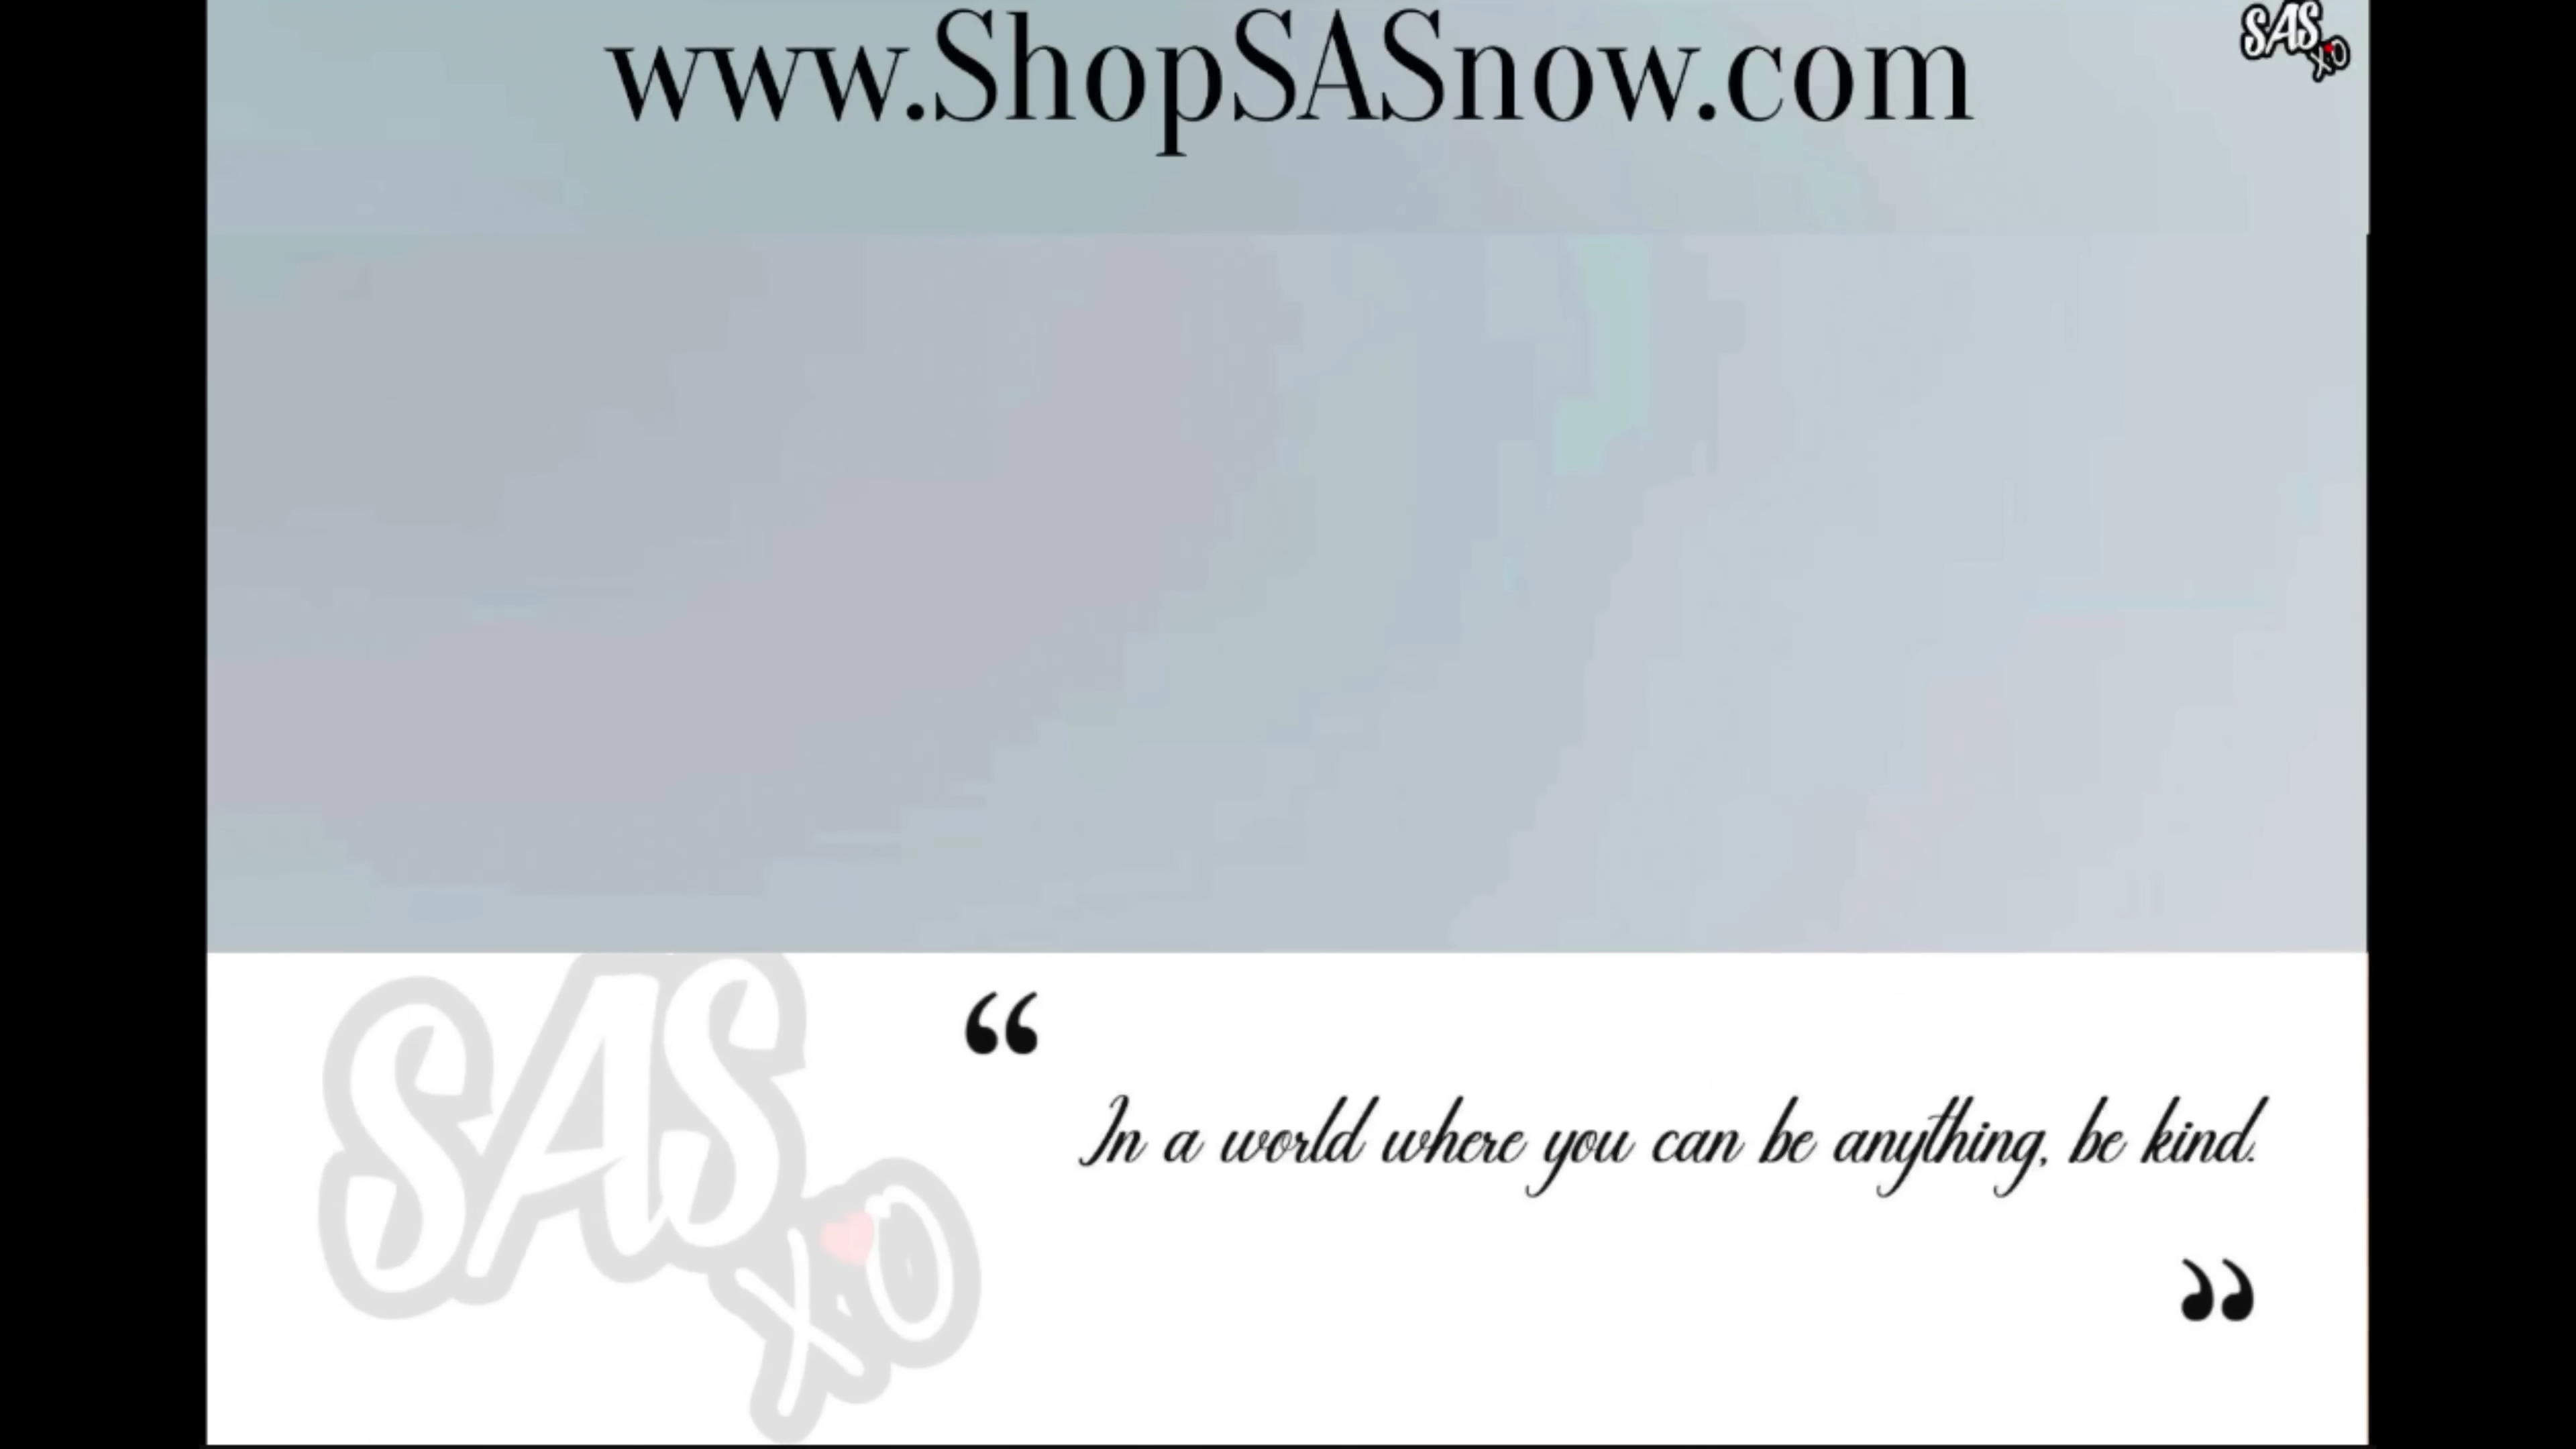 www.ShopSASnow.com
SAS
XO
“
In a world where you can be anything, be kind.
”
SAS
XO